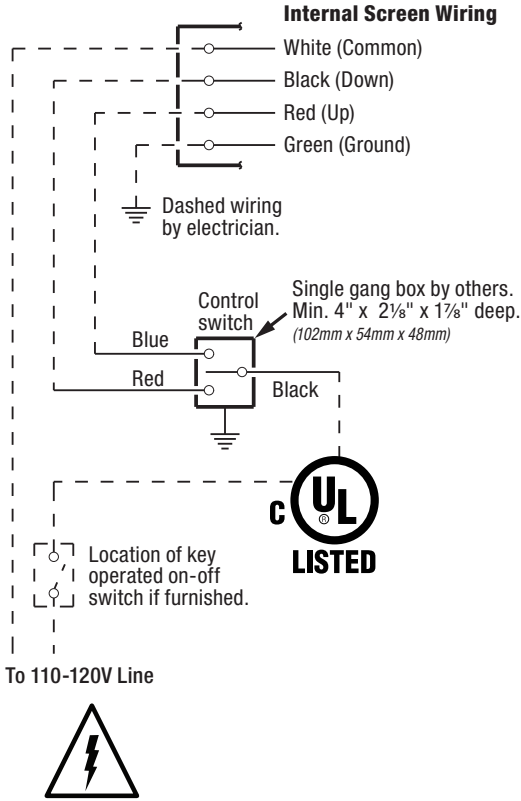 Internal Screen Wiring
White (Common)
Black (Down)
Red (Up)
Green (Ground)
Dashed wiring
by electrician.
Single gang box by others.
Min. 4" x 2⅛" x 1⅞" deep.
(102mm x 54mm x 48mm)
Control
switch
Blue
Red
Black
C UL ®
LISTED
Location of key
operated on-off
switch if furnished.
To 110-120V Line